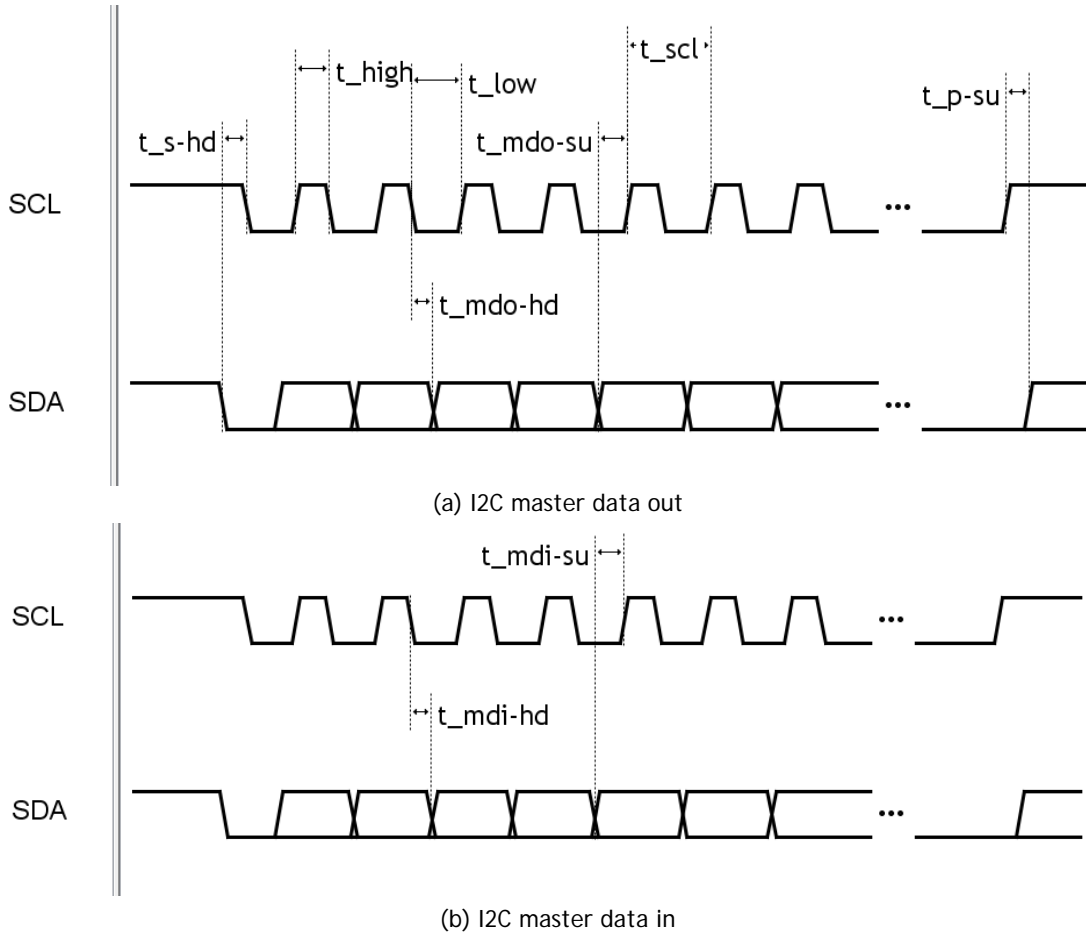 t_scl
t_high
t_low
t_p-su
t_s-hd
t_mdo-su
SCL
...
t_mdo-hd
SDA
...
(a) I2C master data out
t_mdi-su
SCL
...
t_mdi-hd
SDA
...
(b) I2C master data in